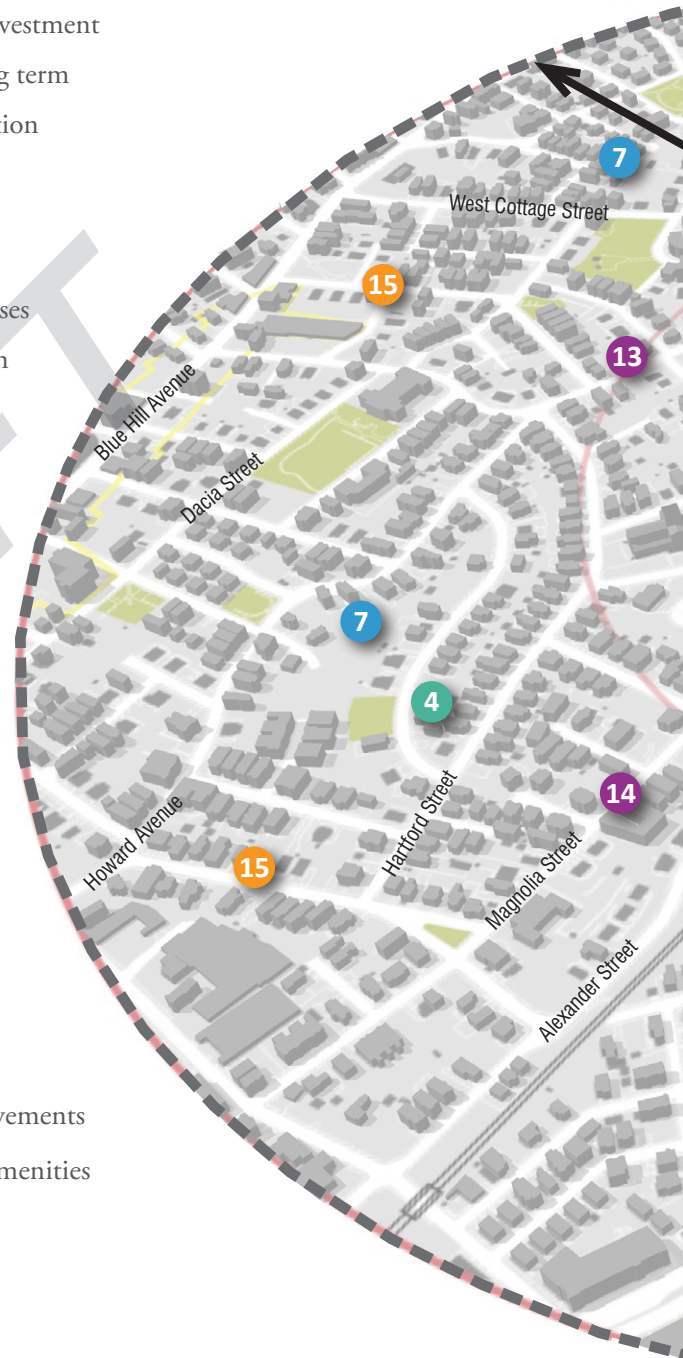 vestment
g term
tion
7
West Cottage Street
15
ses
n
13
Blue Hill Avenue
Dacia Street
7
4
14
Hartford Street
Howard Avenue
15
Magnolia Street
Alexander Street
vements
menities